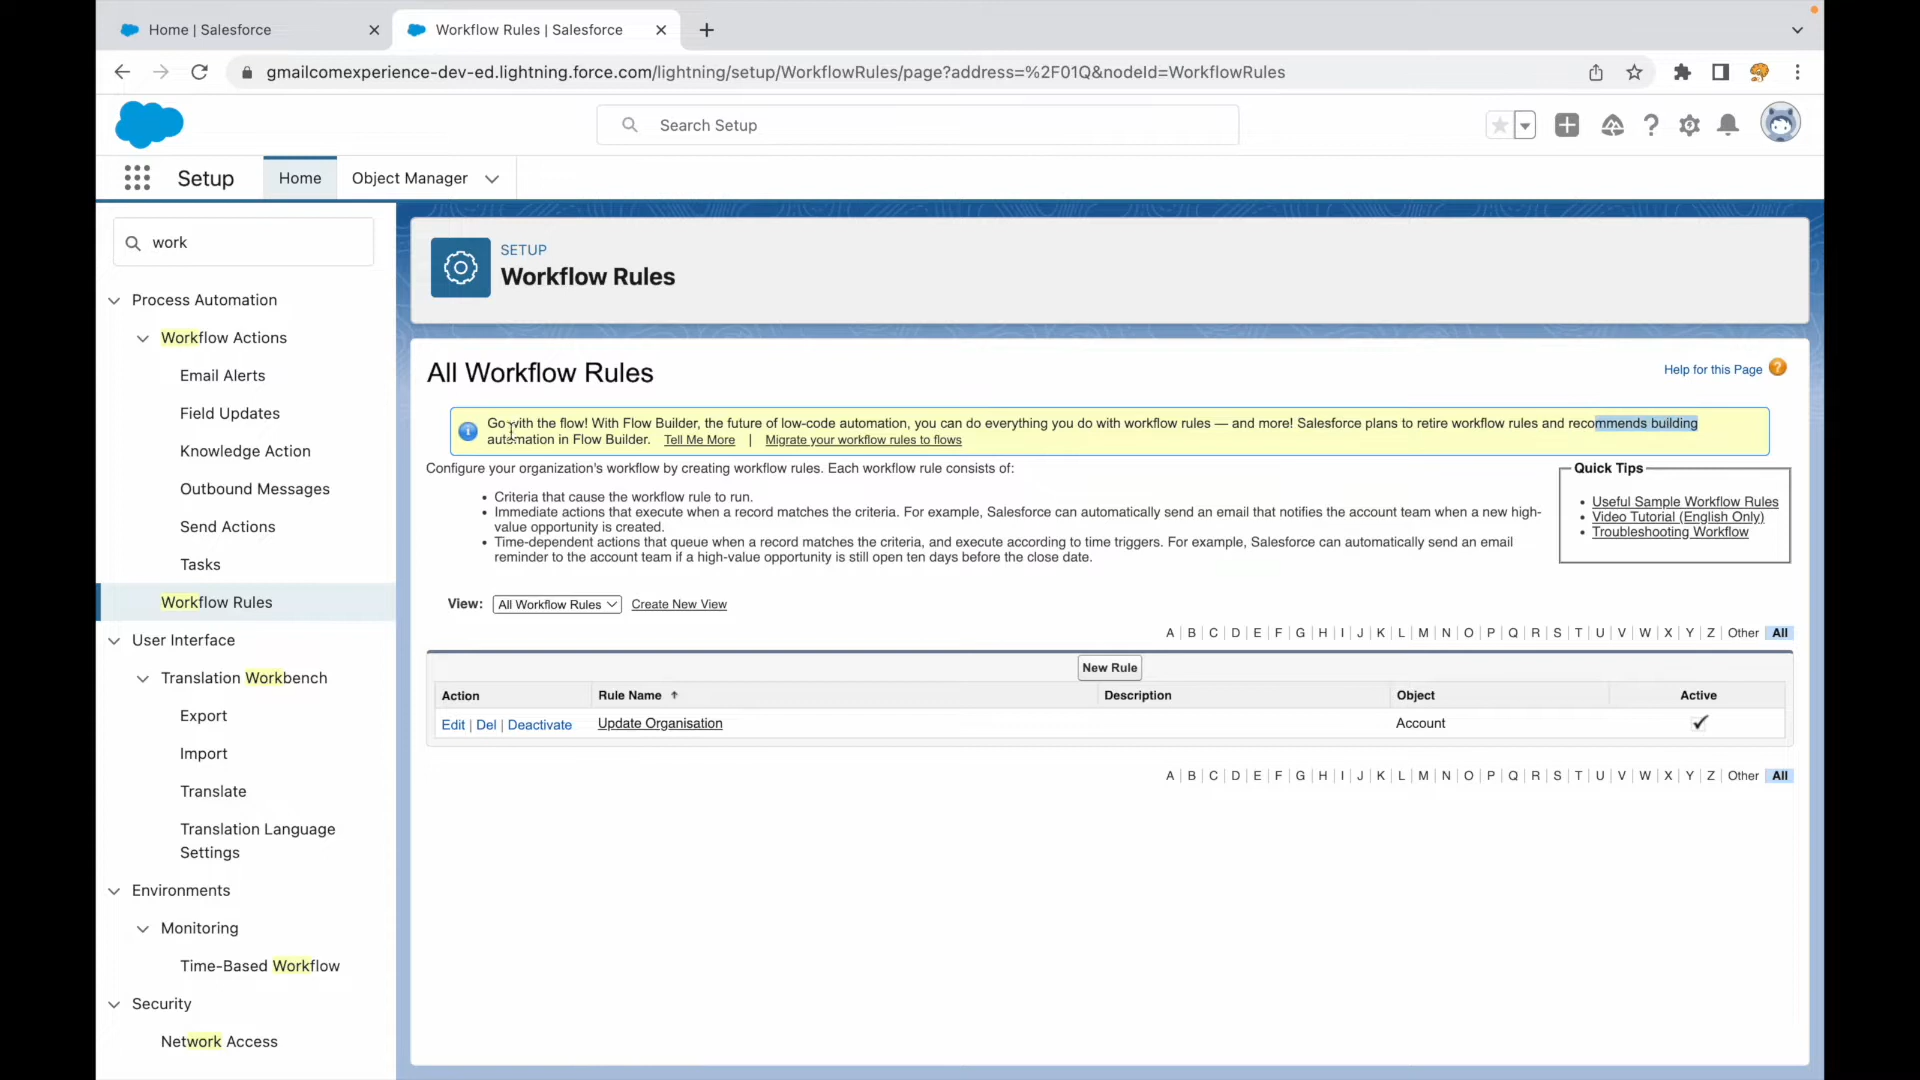 Home | Salesforce
Workflow Rules | Salesforce
gmailcomexperience-dev-ed.lightning.force.com/lightning/setup/WorkflowRules/page?address=%2F01Q&nodeId=WorkflowRules
Search Setup
Setup
Home
Object Manager
work
Process Automation
Workflow Actions
Email Alerts
Field Updates
Knowledge Action
Outbound Messages
Send Actions
Tasks
Workflow Rules
User Interface
Translation Workbench
Export
Import
Translate
Translation Language
Settings
Environments
Monitoring
Time-Based Workflow
Security
Network Access
SETUP
Workflow Rules
All Workflow Rules
Help for this Page
Go with the flow! With Flow Builder, the future of low-code automation, you can do everything you do with workflow rules — and more! Salesforce plans to retire workflow rules and recommends building
automation in Flow Builder. Tell Me More | Migrate your workflow rules to flows
Configure your organization's workflow by creating workflow rules. Each workflow rule consists of:
• Criteria that cause the workflow rule to run.
• Immediate actions that execute when a record matches the criteria. For example, Salesforce can automatically send an email that notifies the account team when a new high-
value opportunity is created.
• Time-dependent actions that queue when a record matches the criteria, and execute according to time triggers. For example, Salesforce can automatically send an email
reminder to the account team if a high-value opportunity is still open ten days before the close date.
Quick Tips
• Useful Sample Workflow Rules
• Video Tutorial (English Only)
• Troubleshooting Workflow
View: All Workflow Rules Create New View
A | B | C | D | E | F | G | H | I | J | K | L | M | N | O | P | Q | R | S | T | U | V | W | X | Y | Z | Other | All
New Rule
Action Rule Name ↑ Description Object Active
Edit | Del | Deactivate Update Organisation Account ✓
A | B | C | D | E | F | G | H | I | J | K | L | M | N | O | P | Q | R | S | T | U | V | W | X | Y | Z | Other | All